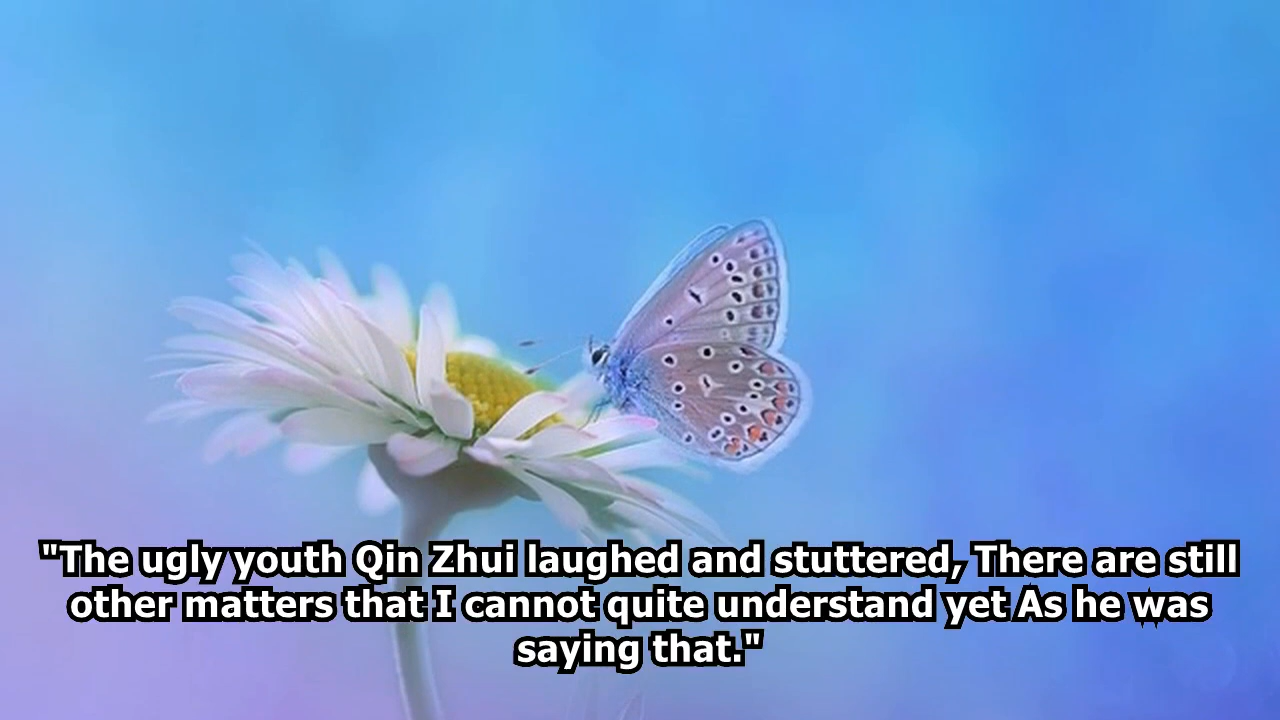 "The ugly youth Qin Zhui laughed and stuttered, There are still
other matters that I cannot quite understand yet As he was
saying that."